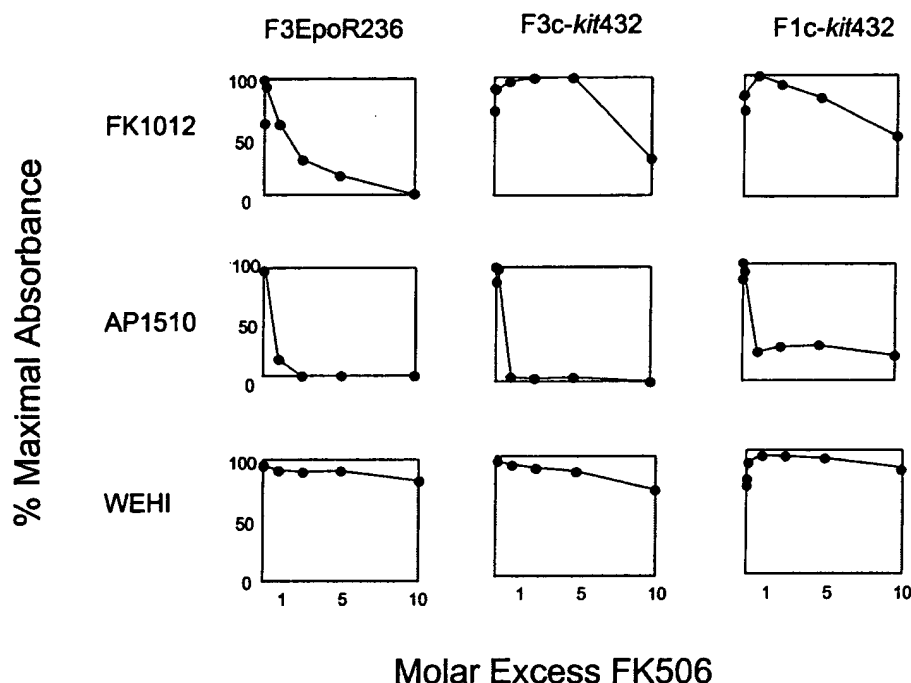 F3EpoR236 F3c-kit432 F1c-kit432
% Maximal Absorbance
FK1012
100
50
0
AP1510
100
50
0
WEHI
100
50
0
1 5 10 1 5 10 1 5 10
Molar Excess FK506